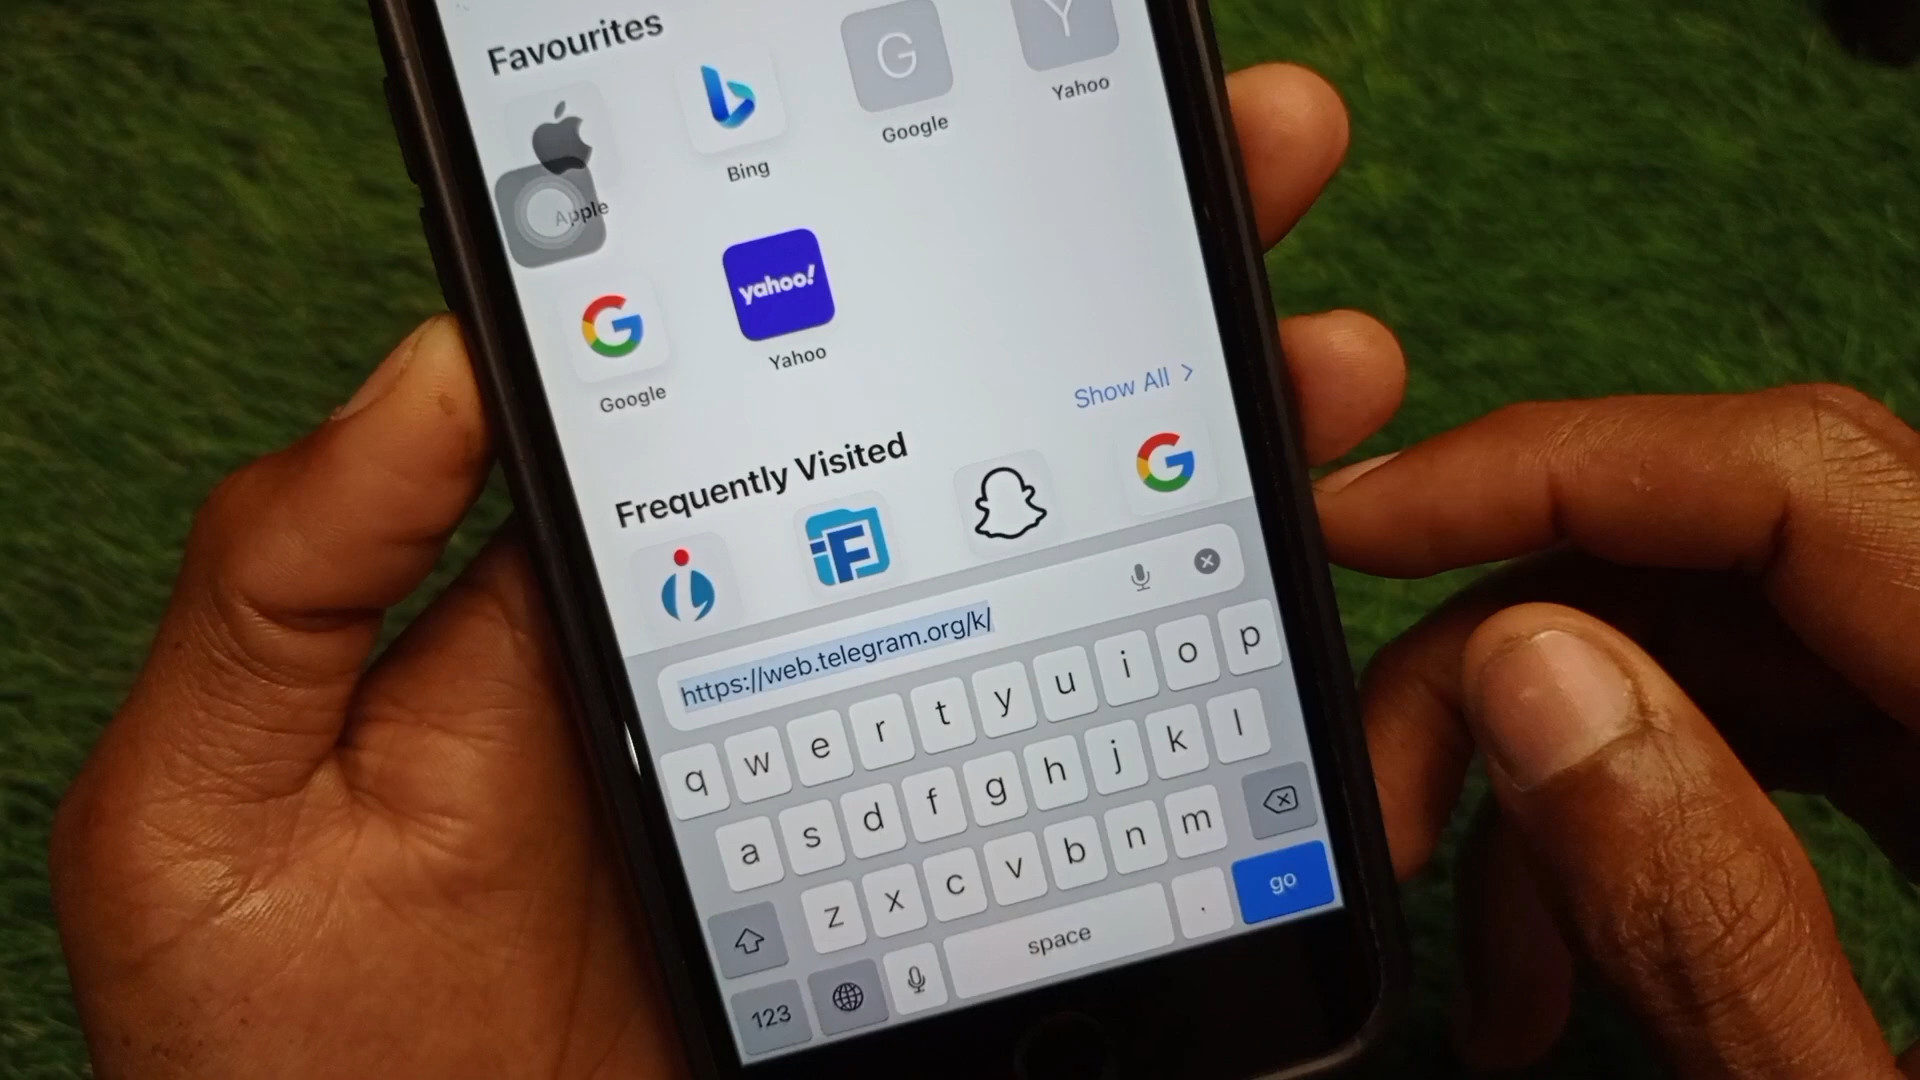 Favourites
G
Y
Apple
Bing
Google
Yahoo
G
yahoo!
Google
Yahoo
Show All >
Frequently Visited
iF
G
https://web.telegram.org/k/
q w e r t y u i o p
a s d f g h j k l
z x c v b n m
123
space
.
go